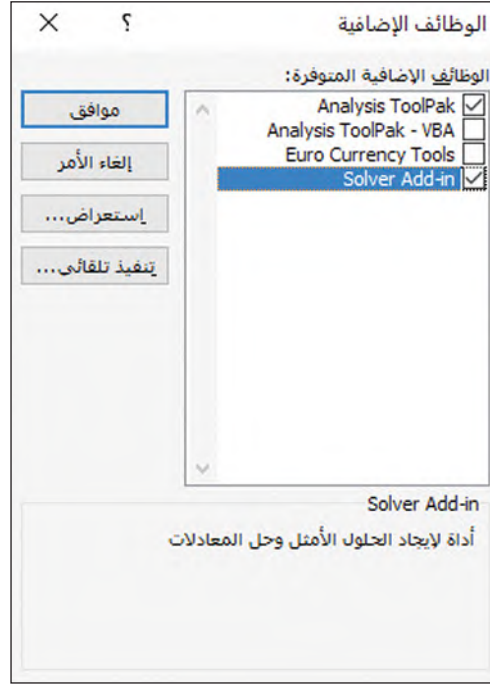 الوظائف الإضافية ؟ ×
الوظائف الإضافية المتوفرة:
Analysis ToolPak
Analysis ToolPak - VBA
Euro Currency Tools
Solver Add-in
موافق
إلغاء الأمر
إستعراض...
تنفيذ تلقائي...
Solver Add-in
أداة لإيجاد الحلول الأمثل وحل المعادلات